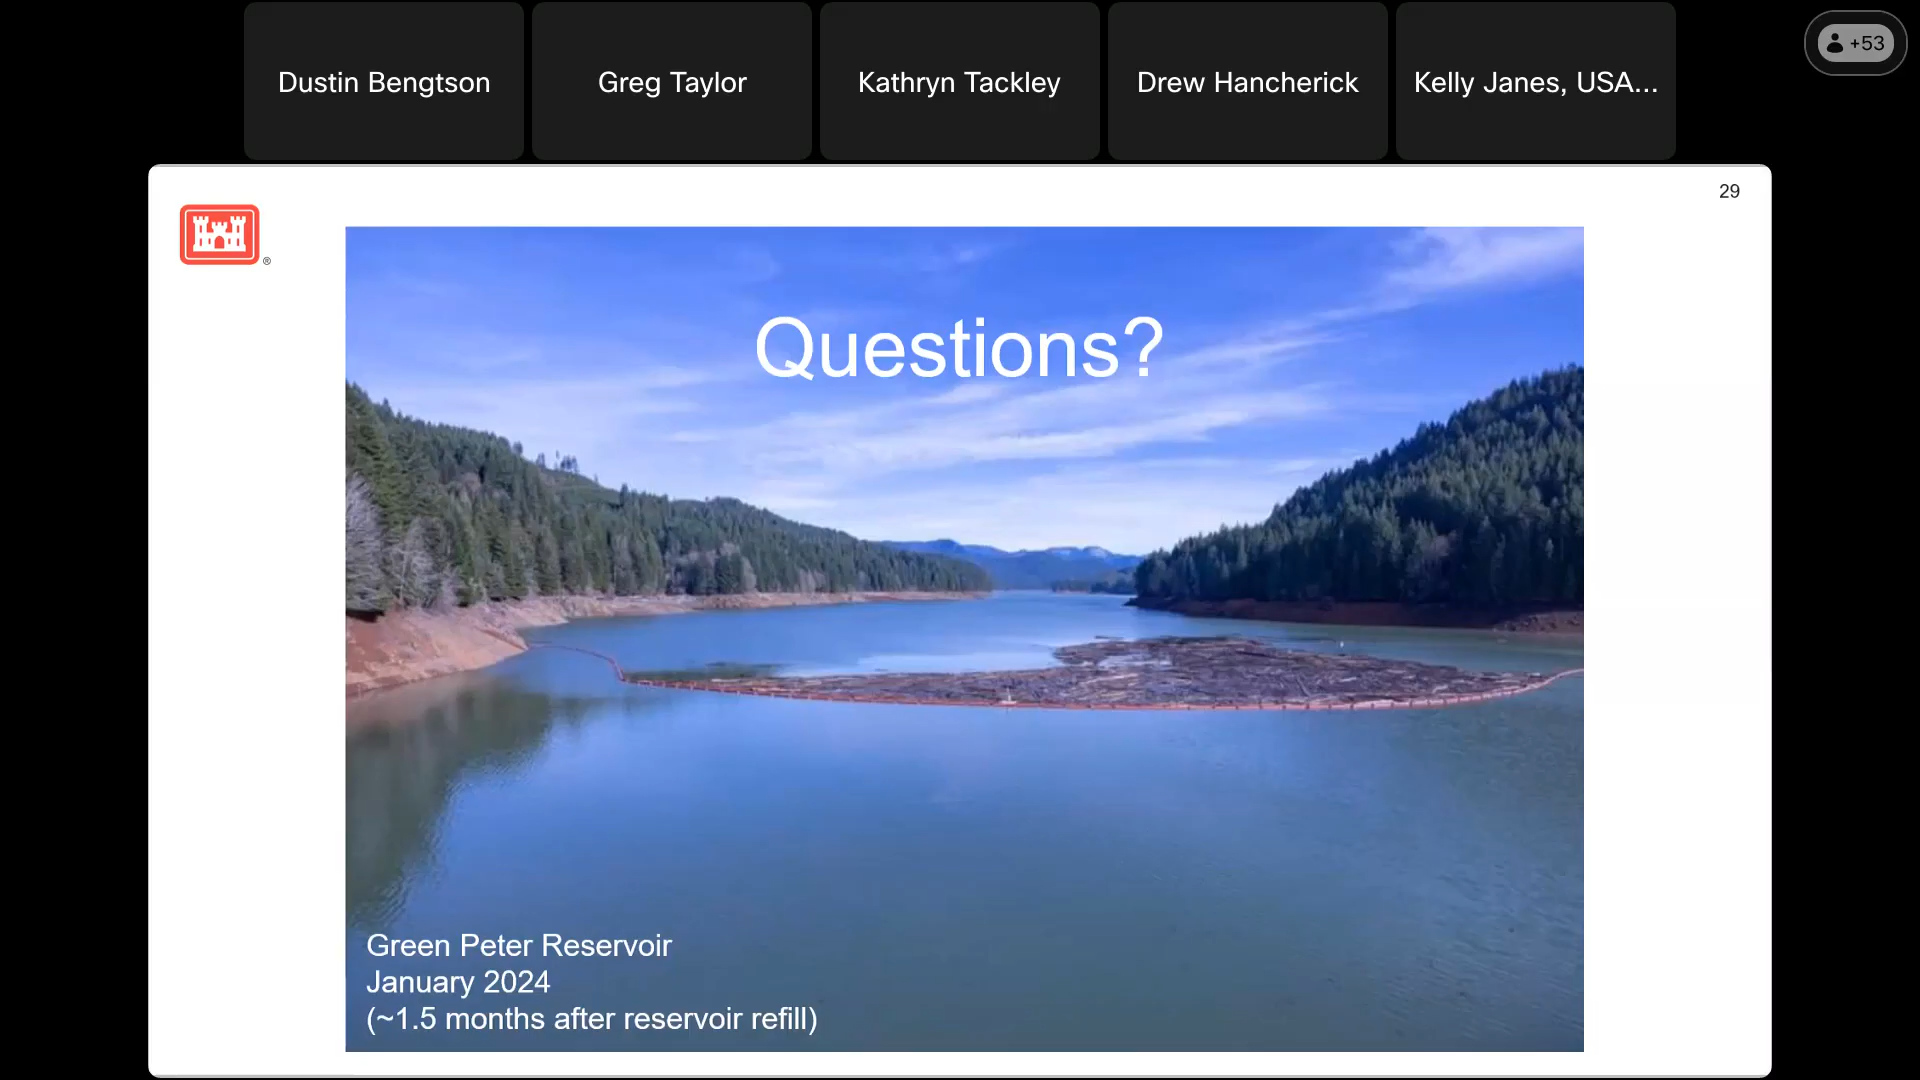 Dustin Bengtson
Greg Taylor
Kathryn Tackley
Drew Hancherick
Kelly Janes, USA...
+53
29
®
Questions?
Green Peter Reservoir
January 2024
(~1.5 months after reservoir refill)